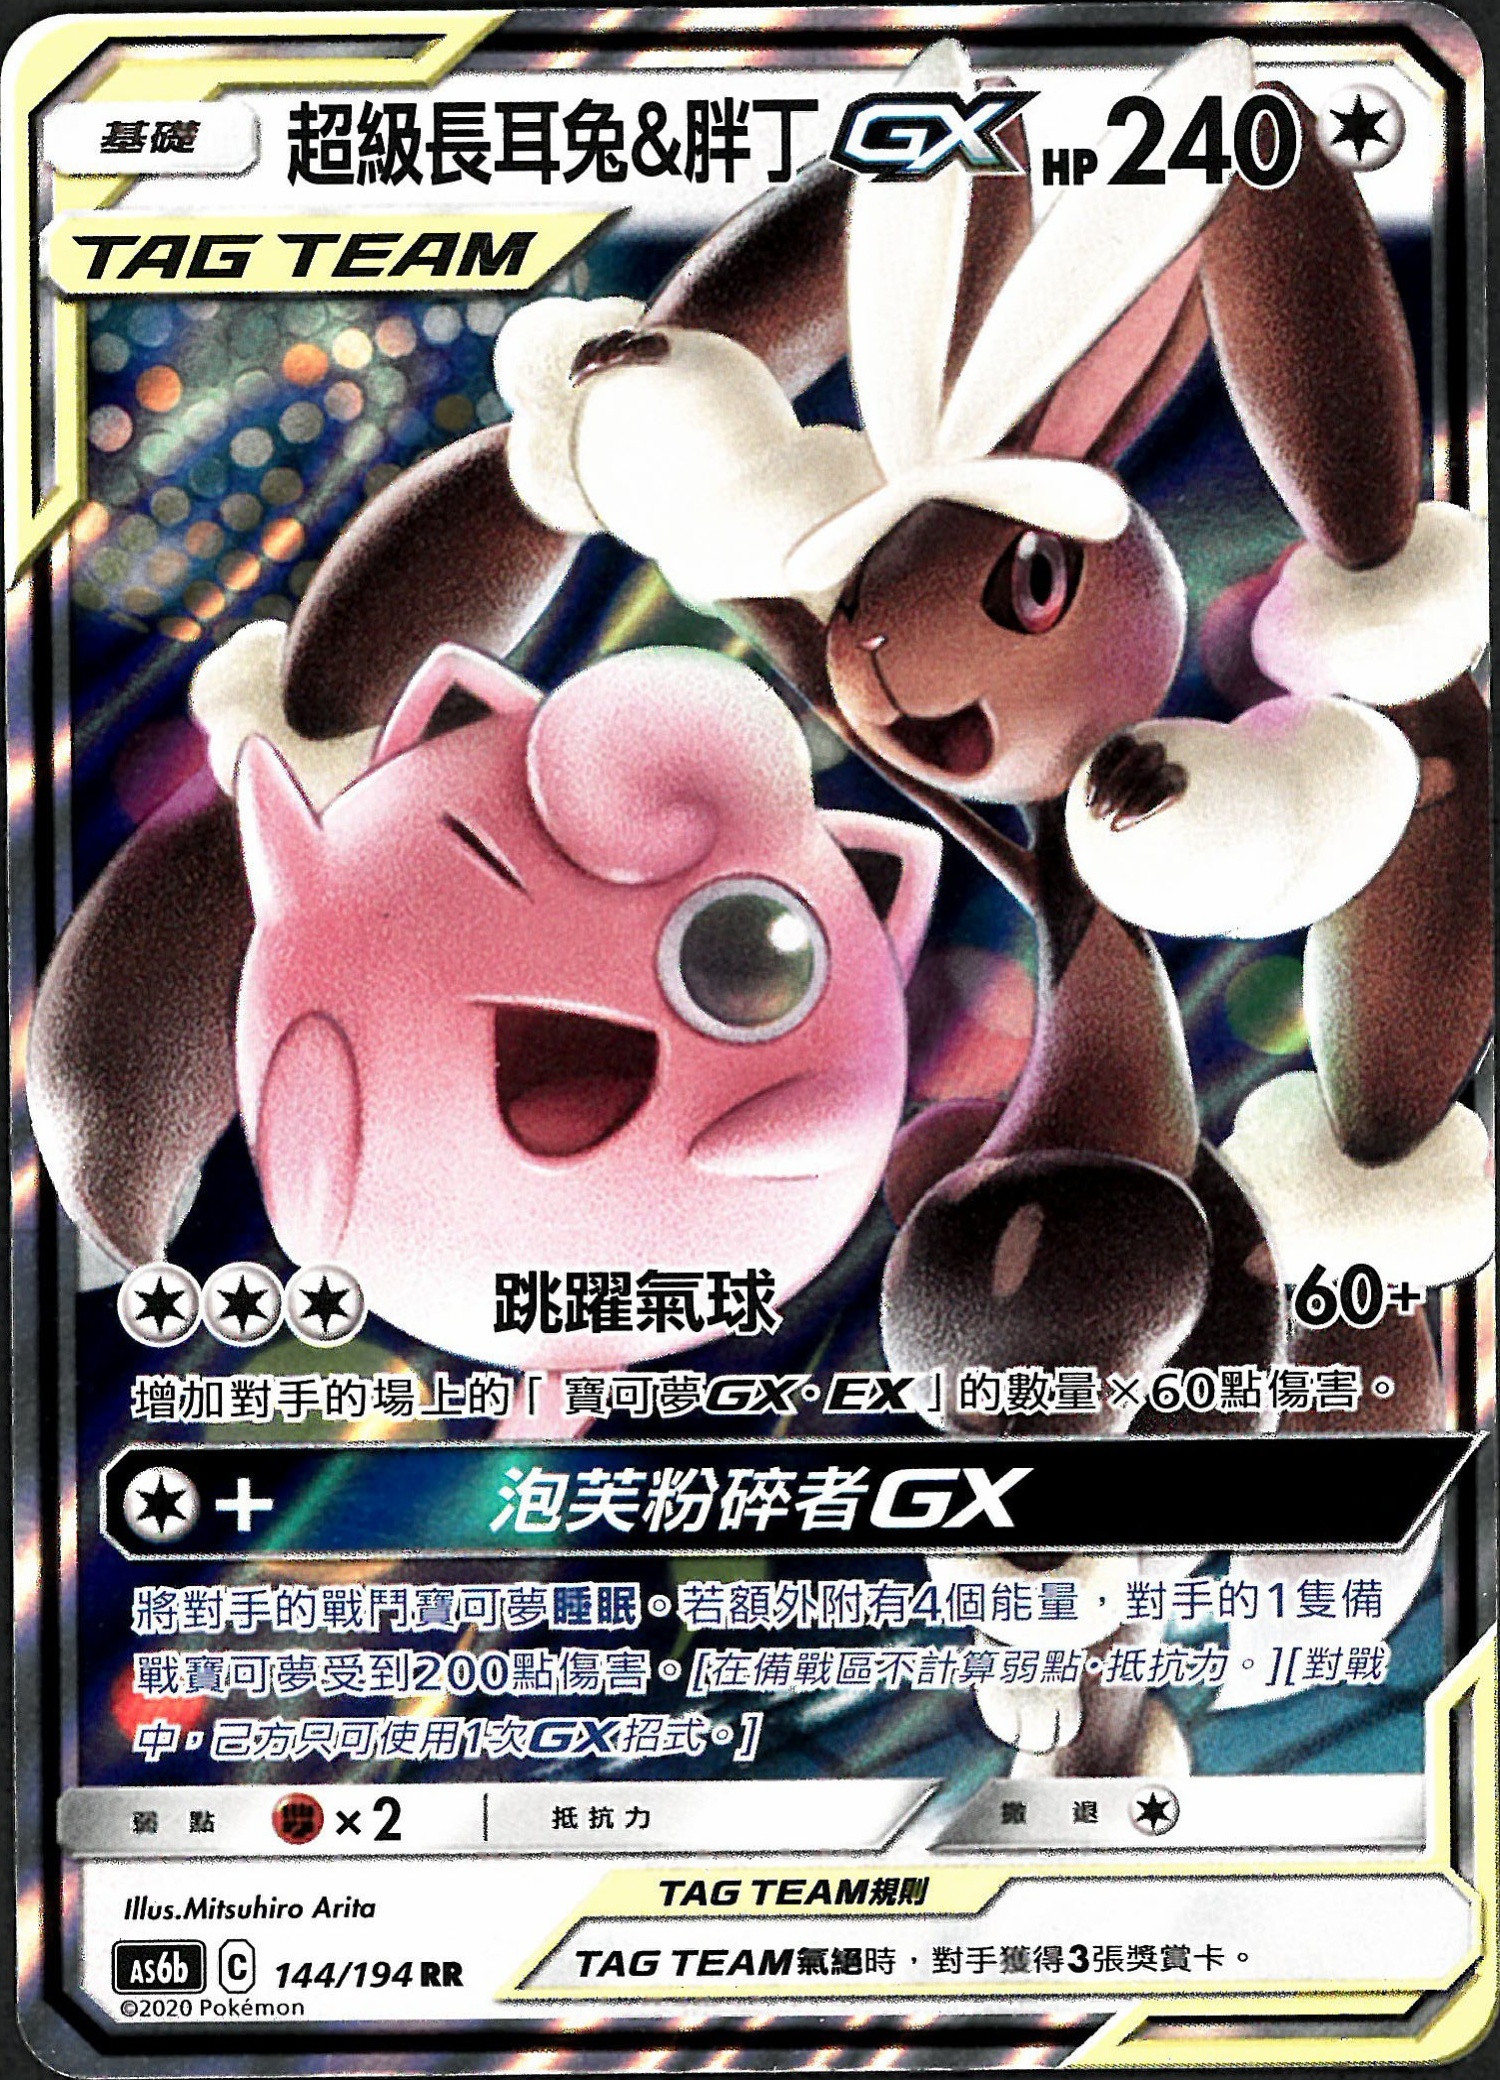 基礎 超級長耳兔&胖丁GX HP240
TAG TEAM
跳躍氣球 60+
增加對手的場上的「寶可夢GX・EX」的數量×60點傷害。
+ 泡芙粉碎者GX
將對手的戰鬥寶可夢睡眠。若額外附有4個能量，對手的1隻備
戰寶可夢受到200點傷害。[在備戰區不計算弱點・抵抗力。][對戰
中，己方只可使用1次GX招式。]
弱點 ×2 抵抗力 撤退
Illus.Mitsuhiro Arita
TAG TEAM規則
AS6b C 144/194 RR
TAG TEAM氣絕時，對手獲得3張獎賞卡。
©2020 Pokémon